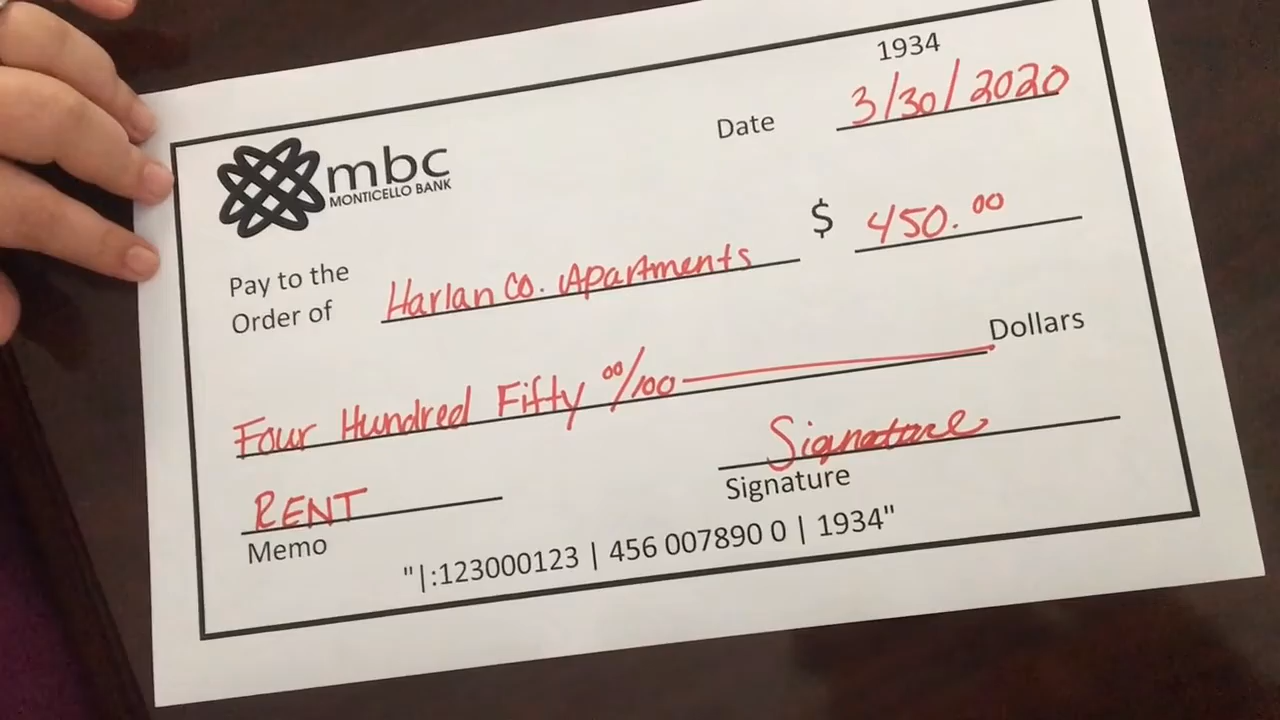 1934
Date 3/30/2020
mbc
MONTICELLO BANK
$ 450.00
Pay to the
Order of Harlan Co. Apartments
Four Hundred Fifty 00/100 Dollars
Signature
Signature
RENT
Memo
"|:123000123 | 456 007890 0 | 1934"